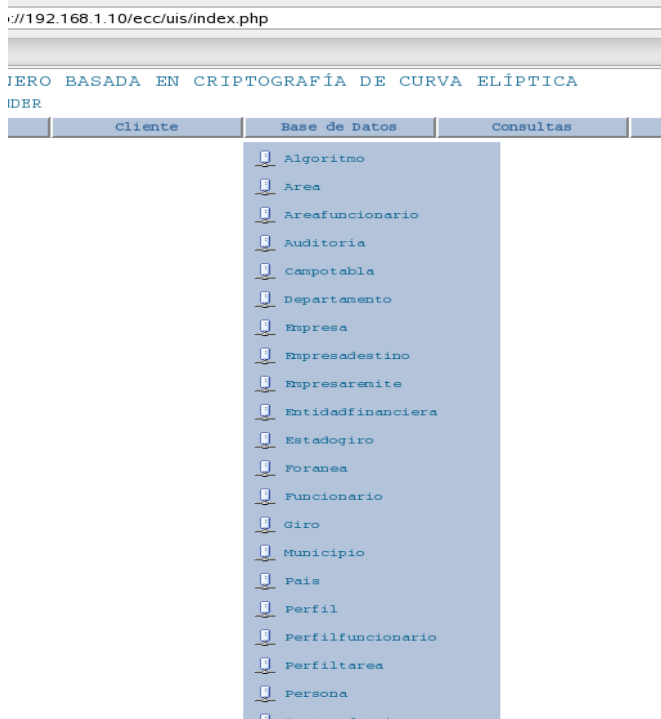 ://192.168.1.10/ecc/uis/index.php
NERO BASADA EN CRIPTOGRAFÍA DE CURVA ELÍPTICA
NDER
Cliente Base de Datos Consultas
Algoritmo
Area
Areafuncionario
Auditoria
Campotabla
Departamento
Empresa
Empresadestino
Empresaremite
Entidadfinanciera
Estadogiro
Foranea
Funcionario
Giro
Municipio
Pais
Perfil
Perfilfuncionario
Perfiltarea
Persona